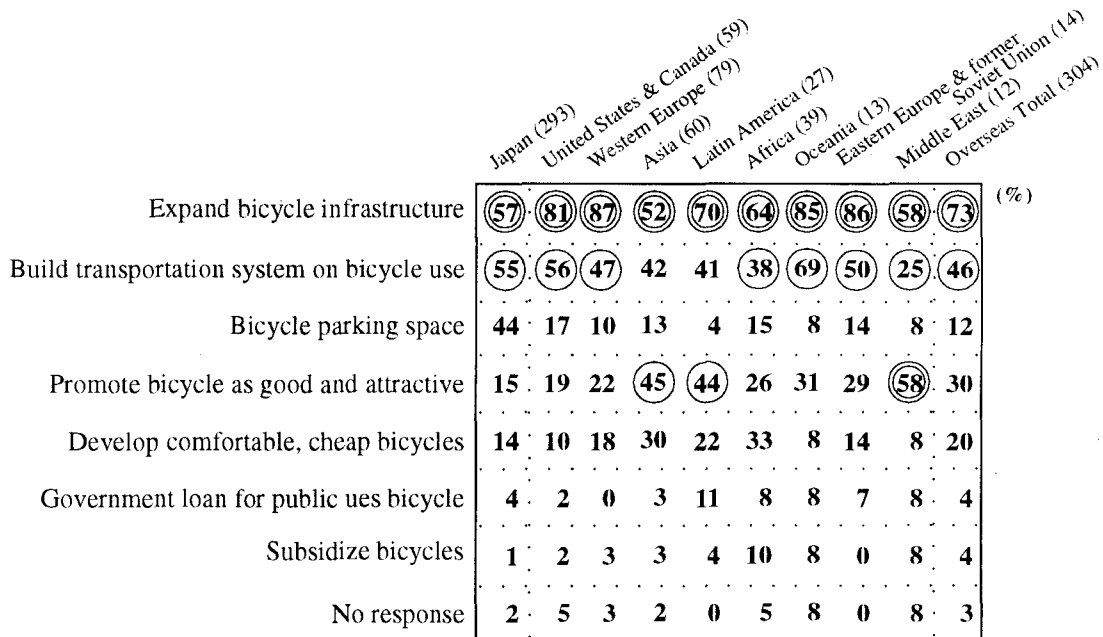 Japan (293)
United States & Canada (59)
Western Europe (79)
Asia (60)
Latin America (27)
Africa (39)
Oceania (13)
Eastern Europe & former
Soviet Union (14)
Middle East (12)
Overseas Total (304)
(%)
Expand bicycle infrastructure 57 81 87 52 70 64 85 86 58 73
Build transportation system on bicycle use 55 56 47 42 41 38 69 50 25 46
Bicycle parking space 44 17 10 13 4 15 8 14 8 12
Promote bicycle as good and attractive 15 19 22 45 44 26 31 29 58 30
Develop comfortable, cheap bicycles 14 10 18 30 22 33 8 14 8 20
Government loan for public ues bicycle 4 2 0 3 11 8 8 7 8 4
Subsidize bicycles 1 2 3 3 4 10 8 0 8 4
No response 2 5 3 2 0 5 8 0 8 3